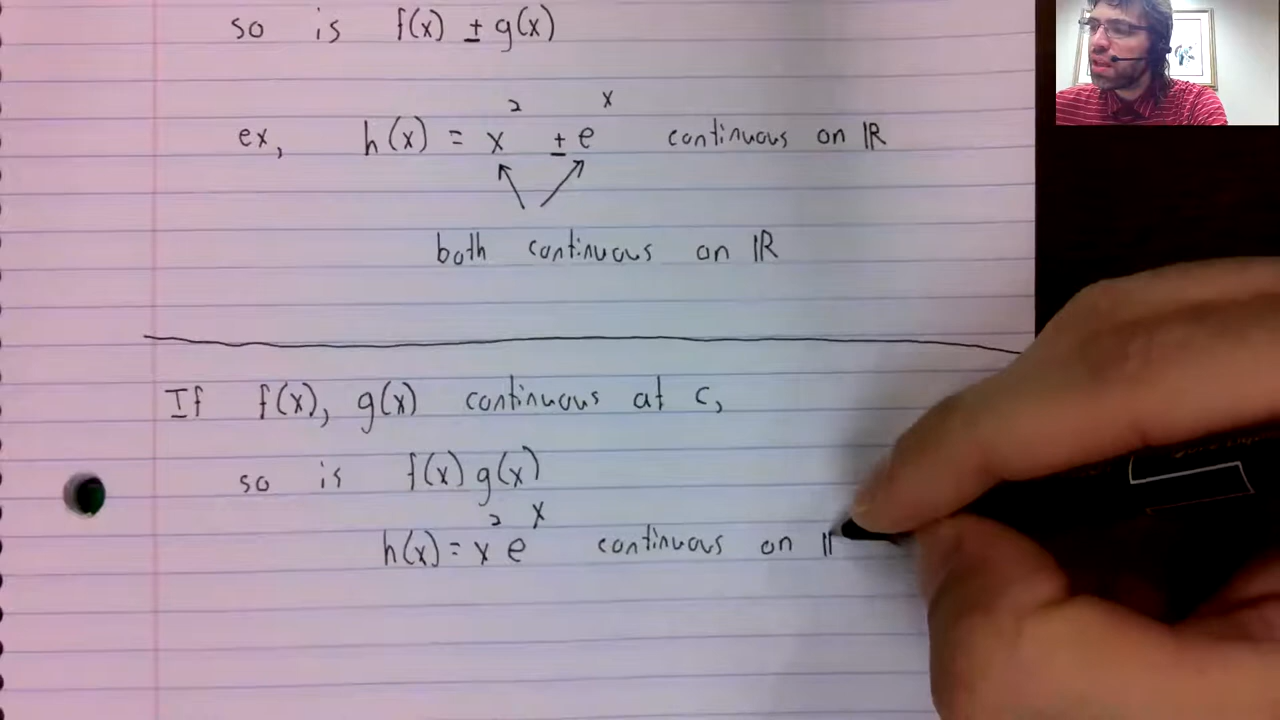 so is f(x) ± g(x)
ex, h(x) = x² ± eˣ continuous on ℝ
both continuous on ℝ
If f(x), g(x) continuous at c,
so is f(x) g(x)
h(x) = x² eˣ continuous on